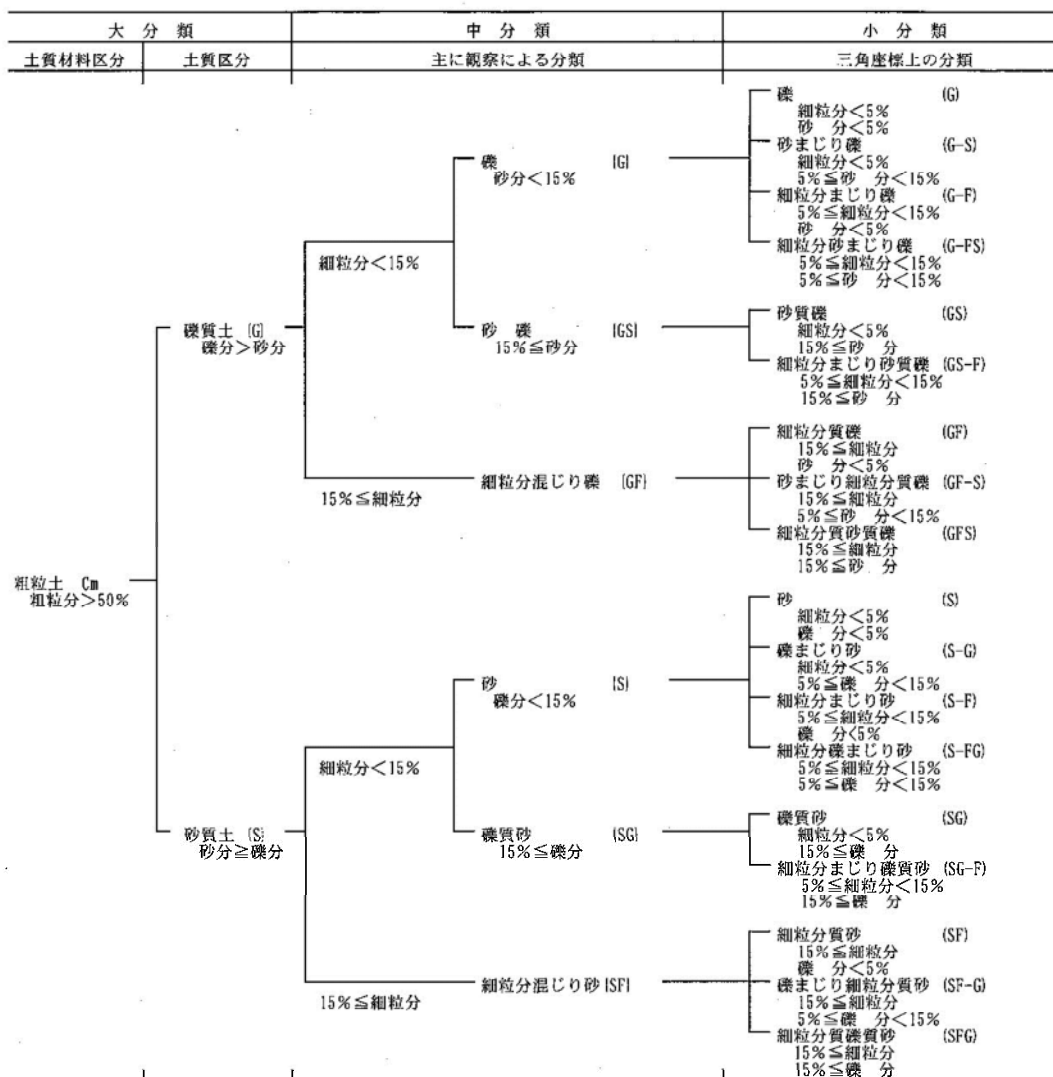 大 分 類 中 分 類 小 分 類
土質材料区分 土質区分 主に観察による分類 三角座標上の分類
粗粒土 Cm
粗粒分>50%
礫質土 [G]
礫分>砂分
細粒分<15%
礫 [G]
砂分<15%
礫 (G)
細粒分<5%
砂 分<5%
砂まじり礫 (G-S)
細粒分<5%
5%≦砂 分<15%
細粒分まじり礫 (G-F)
5%≦細粒分<15%
砂 分<5%
細粒分砂まじり礫 (G-FS)
5%≦細粒分<15%
5%≦砂 分<15%
砂 礫 [GS]
15%≦砂分
砂質礫 (GS)
細粒分<5%
15%≦砂 分
細粒分まじり砂質礫 (GS-F)
5%≦細粒分<15%
15%≦砂 分
15%≦細粒分
細粒分混じり礫 [GF]
細粒分質礫 (GF)
15%≦細粒分
砂 分<5%
砂まじり細粒分質礫 (GF-S)
15%≦細粒分
5%≦砂 分<15%
細粒分質砂質礫 (GFS)
15%≦細粒分
15%≦砂 分
砂質土 [S]
砂分≧礫分
細粒分<15%
砂 [S]
礫分<15%
砂 (S)
細粒分<5%
礫 分<5%
礫まじり砂 (S-G)
細粒分<5%
5%≦礫 分<15%
細粒分まじり砂 (S-F)
5%≦細粒分<15%
礫 分<5%
細粒分礫まじり砂 (S-FG)
5%≦細粒分<15%
5%≦礫 分<15%
礫質砂 [SG]
15%≦礫分
礫質砂 (SG)
細粒分<5%
15%≦礫 分
細粒分まじり礫質砂 (SG-F)
5%≦細粒分<15%
15%≦礫 分
15%≦細粒分
細粒分混じり砂 [SF]
細粒分質砂 (SF)
15%≦細粒分
礫 分<5%
礫まじり細粒分質砂 (SF-G)
15%≦細粒分
5%≦礫 分<15%
細粒分質礫質砂 (SFG)
15%≦細粒分
15%≦礫 分